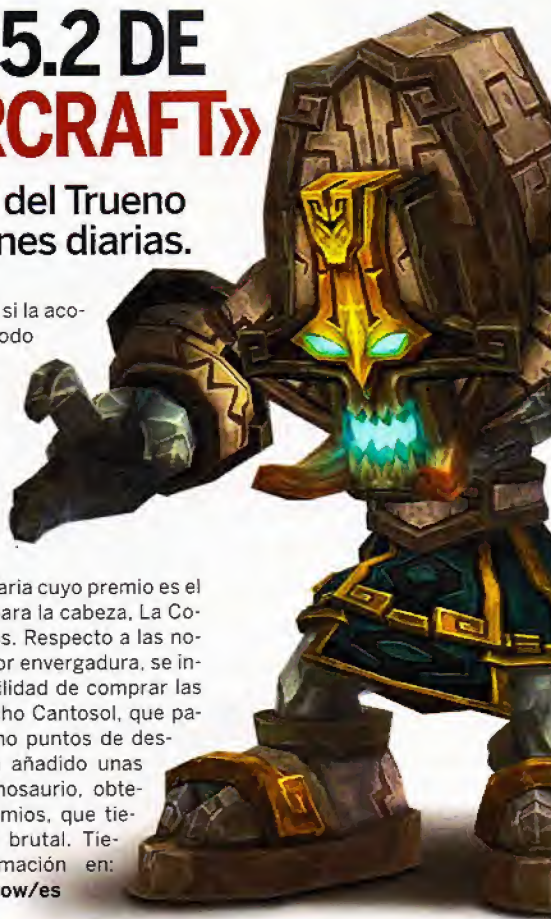 5.2 DE
RCRAFT»
del Trueno
nes diarias.
si la aco-
odo
aria cuyo premio es el
ara la cabeza, La Co-
s. Respecto a las no-
or envergadura, se in-
ilidad de comprar las
ho Cantosol, que pa-
no puntos de des-
añadido unas
nosaurio, obte-
mios, que tie-
brutal. Tie-
mación en:
ow/es